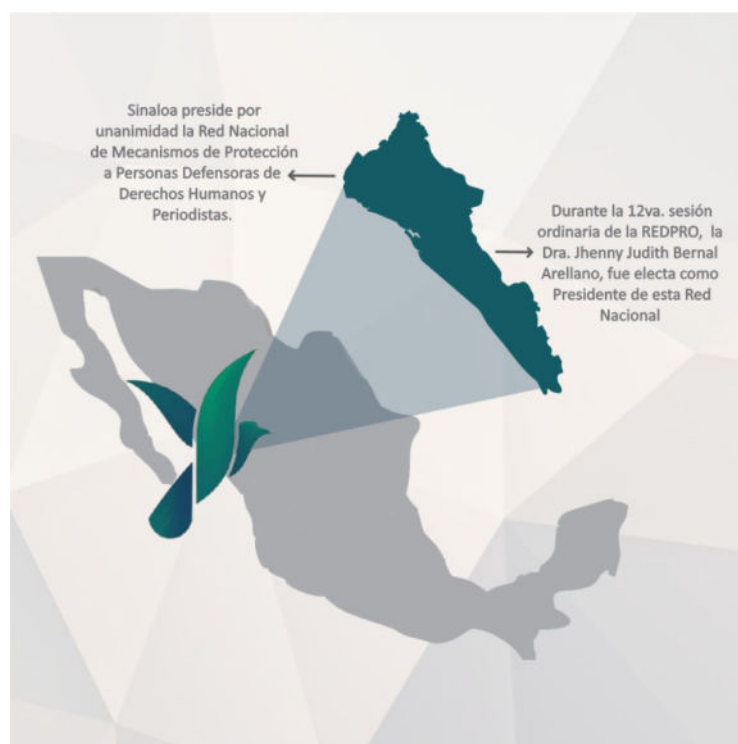 Sinaloa preside por
unanimidad la Red Nacional
de Mecanismos de Protección
a Personas Defensoras de
Derechos Humanos y
Periodistas.
Durante la 12va. sesión
ordinaria de la REDPRO, la
Dra. Jhenny Judith Bernal
Arellano, fue electa como
Presidente de esta Red
Nacional